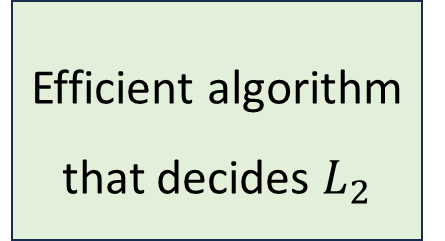 Efficient algorithm
that decides L₂